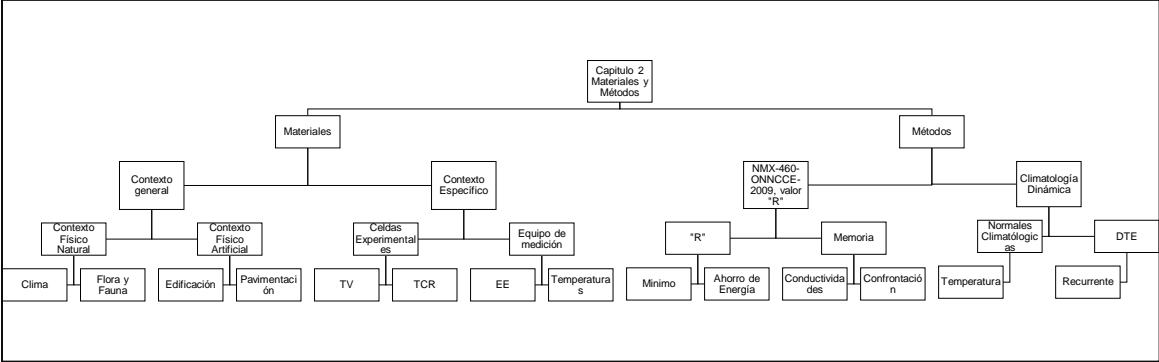 Capitulo 2
Materiales y
Métodos
Materiales
Métodos
Contexto
general
Contexto
Específico
NMX-460-
ONNCCE-
2009, valor
"R"
Climatología
Dinámica
Contexto
Físico
Natural
Contexto
Físico
Artificial
Celdas
Experimental
es
Equipo de
medición
"R"
Memoria
Normales
Climatólogic
as
DTE
Clima
Flora y
Fauna
Edificación
Pavimentaci
ón
TV
TCR
EE
Temperatura
s
Minimo
Ahorro de
Energía
Conductivida
des
Confrontació
n
Temperatura
Recurrente